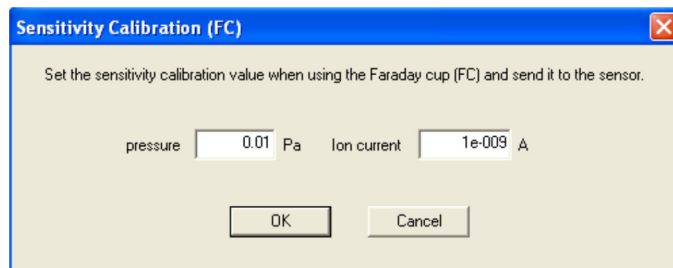 Sensitivity Calibration (FC)
Set the sensitivity calibration value when using the Faraday cup (FC) and send it to the sensor.
pressure 0.01 Pa Ion current 1e-009 A
OK Cancel